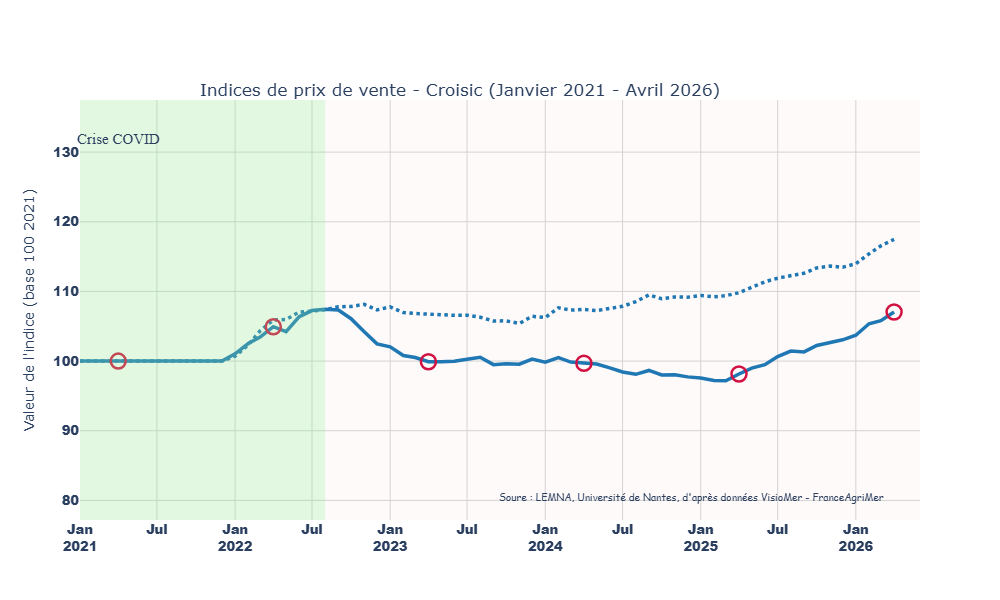 Indices de prix de vente - Croisic (Janvier 2021 - Avril 2026)
Crise COVID
Valeur de l'indice (base 100 2021)
130
120
110
100
90
80
Soure : LEMNA, Université de Nantes, d'après données VisioMer - FranceAgriMer
Jan Jul Jan Jul Jan Jul Jan Jul Jan Jul Jan
2021 2022 2023 2024 2025 2026